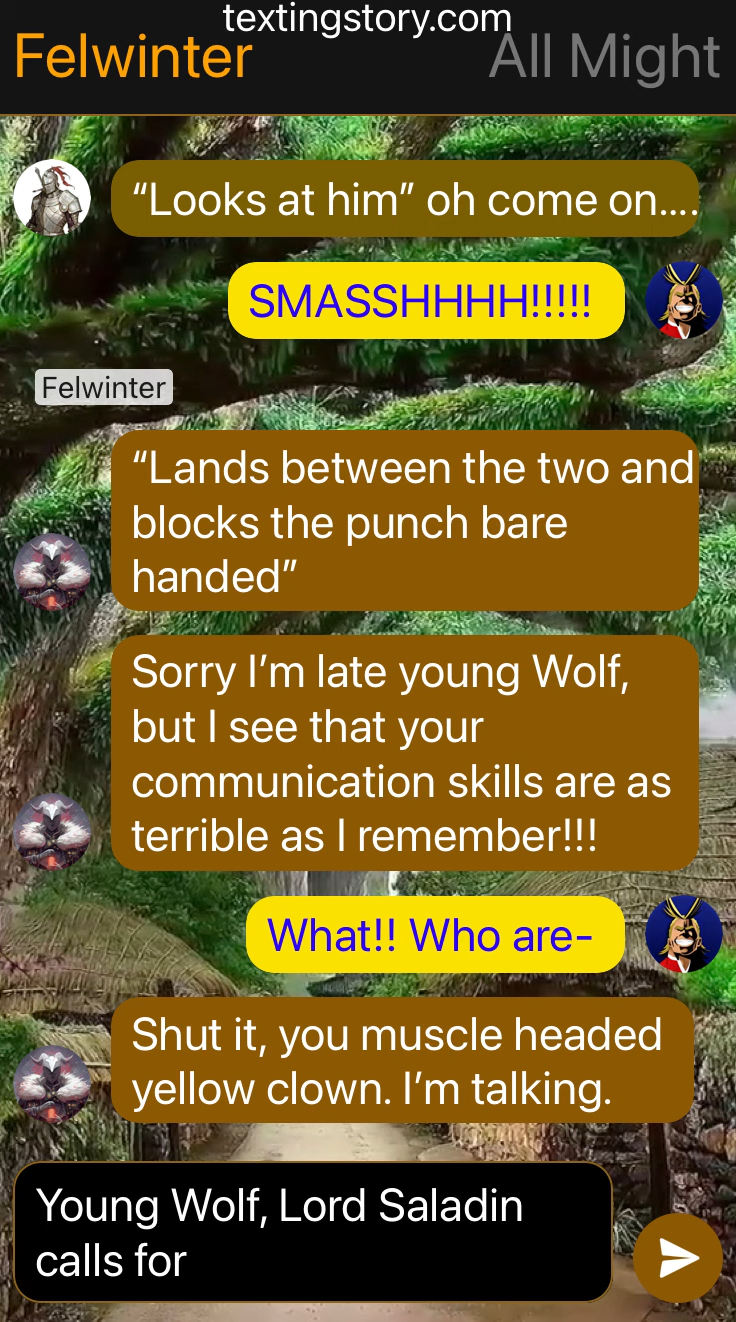 textingstory.com
Felwinter
All Might
“Looks at him” oh come on....
SMASSHHHH!!!!!
Felwinter
“Lands between the two and
blocks the punch bare
handed”
Sorry I’m late young Wolf,
but I see that your
communication skills are as
terrible as I remember!!!
What!! Who are-
Shut it, you muscle headed
yellow clown. I’m talking.
Young Wolf, Lord Saladin
calls for